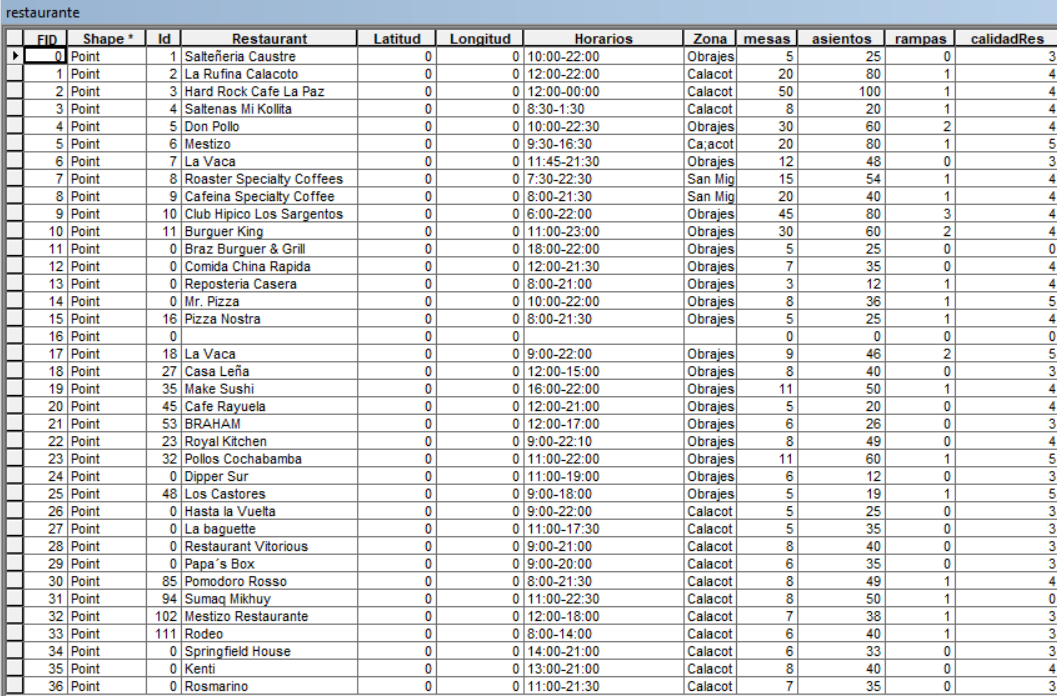 restaurante
FID Shape * Id Restaurant Latitud Longitud Horarios Zona mesas asientos rampas calidadRes
0 Point 1 Salteñeria Caustre 0 0 10:00-22:00 Obrajes 5 25 0 3
1 Point 2 La Rufina Calacoto 0 0 12:00-22:00 Calacot 20 80 1 4
2 Point 3 Hard Rock Cafe La Paz 0 0 12:00-00:00 Calacot 50 100 1 4
3 Point 4 Saltenas Mi Kollita 0 0 8:30-1:30 Calacot 8 20 1 4
4 Point 5 Don Pollo 0 0 10:00-22:30 Obrajes 30 60 2 4
5 Point 6 Mestizo 0 0 9:30-16:30 Ca;acot 20 80 1 5
6 Point 7 La Vaca 0 0 11:45-21:30 Obrajes 12 48 0 3
7 Point 8 Roaster Specialty Coffees 0 0 7:30-22:30 San Mig 15 54 1 4
8 Point 9 Cafeina Specialty Coffee 0 0 8:00-21:30 San Mig 20 40 1 4
9 Point 10 Club Hipico Los Sargentos 0 0 6:00-22:00 Obrajes 45 80 3 4
10 Point 11 Burguer King 0 0 11:00-23:00 Obrajes 30 60 2 4
11 Point 0 Braz Burguer & Grill 0 0 18:00-22:00 Obrajes 5 25 0 0
12 Point 0 Comida China Rapida 0 0 12:00-21:30 Obrajes 7 35 0 4
13 Point 0 Reposteria Casera 0 0 8:00-21:00 Obrajes 3 12 1 4
14 Point 0 Mr. Pizza 0 0 10:00-22:00 Obrajes 8 36 1 5
15 Point 16 Pizza Nostra 0 0 8:00-21:30 Obrajes 5 25 1 4
16 Point 0 0 0 0 0 0 0
17 Point 18 La Vaca 0 0 9:00-22:00 Obrajes 9 46 2 5
18 Point 27 Casa Leña 0 0 12:00-15:00 Obrajes 8 40 0 3
19 Point 35 Make Sushi 0 0 16:00-22:00 Obrajes 11 50 1 4
20 Point 45 Cafe Rayuela 0 0 12:00-21:00 Obrajes 5 20 0 4
21 Point 53 BRAHAM 0 0 12:00-17:00 Obrajes 6 26 0 3
22 Point 23 Royal Kitchen 0 0 9:00-22:10 Obrajes 8 49 0 4
23 Point 32 Pollos Cochabamba 0 0 11:00-22:00 Obrajes 11 60 1 5
24 Point 0 Dipper Sur 0 0 11:00-19:00 Obrajes 6 12 0 3
25 Point 48 Los Castores 0 0 9:00-18:00 Obrajes 5 19 1 5
26 Point 0 Hasta la Vuelta 0 0 9:00-22:00 Calacot 5 25 0 3
27 Point 0 La baguette 0 0 11:00-17:30 Calacot 5 35 0 3
28 Point 0 Restaurant Vitorious 0 0 9:00-21:00 Calacot 8 40 0 3
29 Point 0 Papa´s Box 0 0 9:00-20:00 Calacot 6 35 0 3
30 Point 85 Pomodoro Rosso 0 0 8:00-21:30 Calacot 8 49 1 4
31 Point 94 Sumaq Mikhuy 0 0 11:00-22:30 Calacot 8 50 1 0
32 Point 102 Mestizo Restaurante 0 0 12:00-18:00 Calacot 7 38 1 3
33 Point 111 Rodeo 0 0 8:00-14:00 Calacot 6 40 1 3
34 Point 0 Springfield House 0 0 14:00-21:00 Calacot 6 33 0 3
35 Point 0 Kenti 0 0 13:00-21:00 Calacot 8 40 0 4
36 Point 0 Rosmarino 0 0 11:00-21:30 Calacot 7 35 0 3